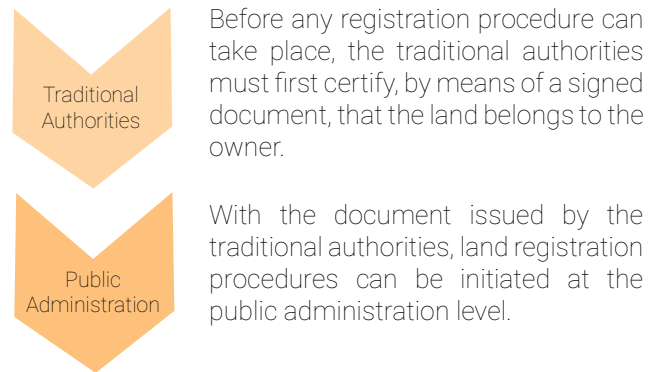 Traditional
Authorities
Before any registration procedure can
take place, the traditional authorities
must first certify, by means of a signed
document, that the land belongs to the
owner.
Public
Administration
With the document issued by the
traditional authorities, land registration
procedures can be initiated at the
public administration level.